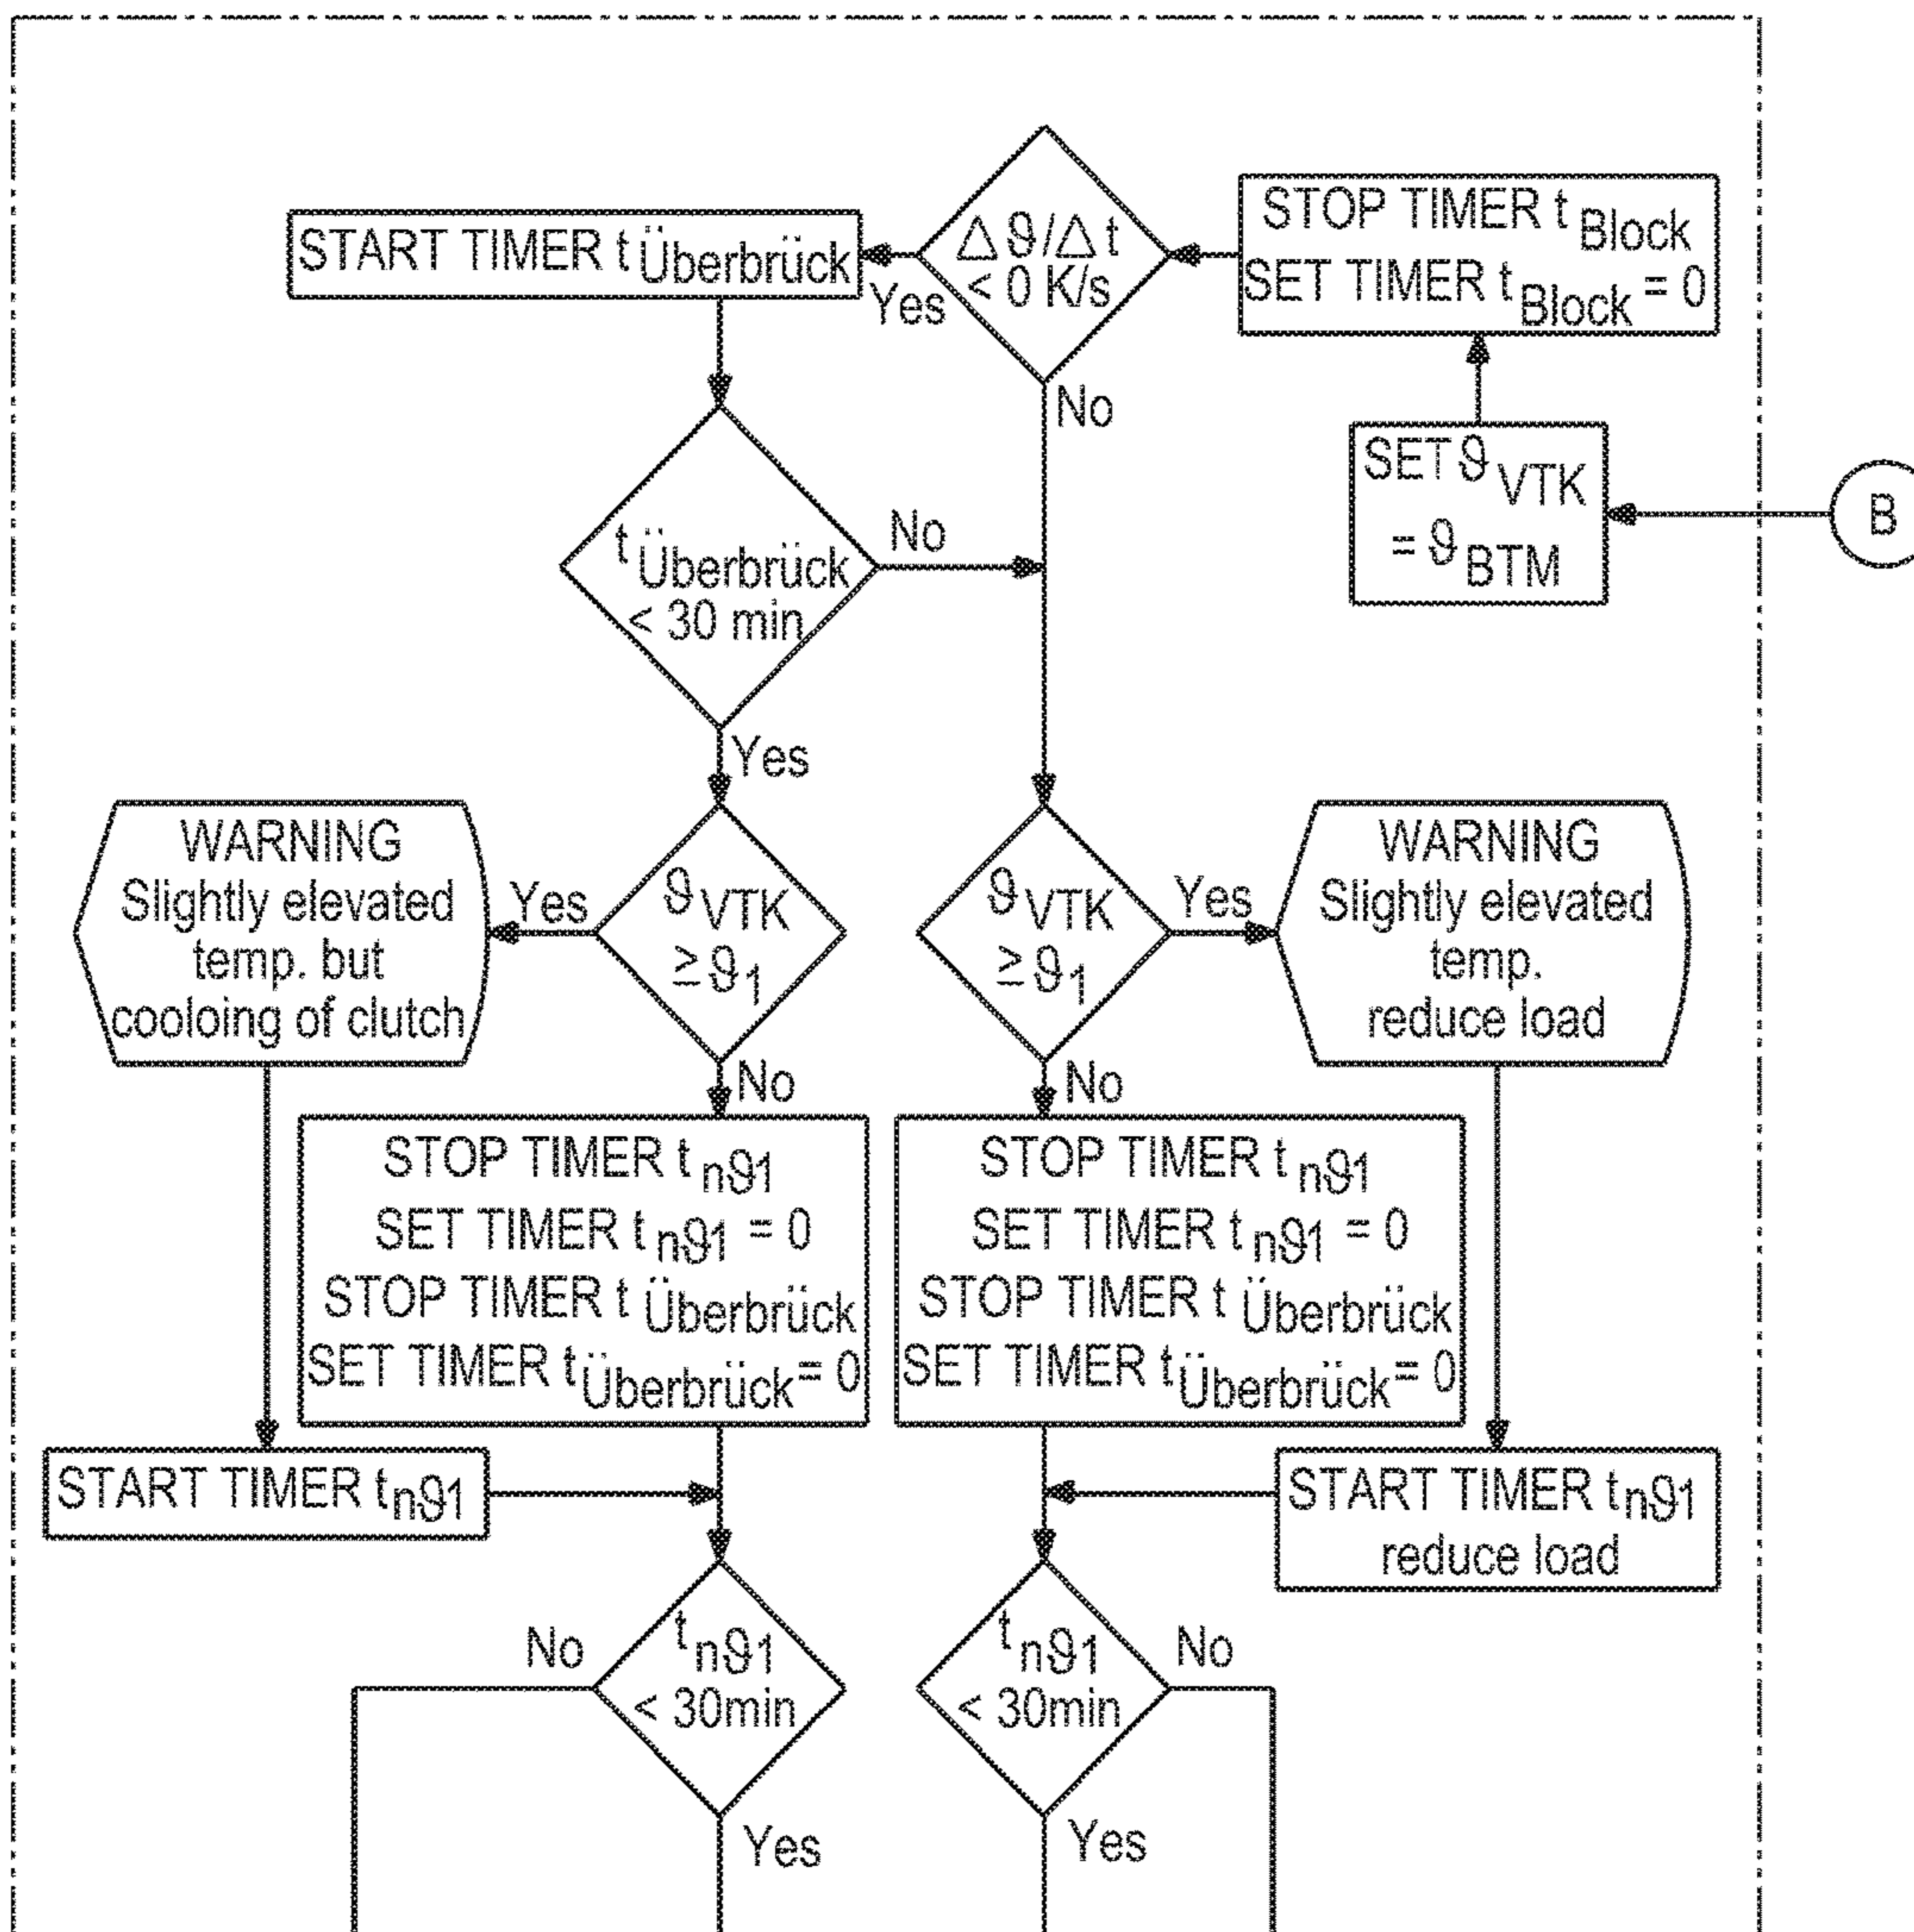 START TIMER t Überbrück
Δϑ/Δt
< 0 K/s
Yes
No
STOP TIMER t Block
SET TIMER t Block = 0
SET ϑ VTK
= ϑ BTM
B
t Überbrück
< 30 min
No
Yes
WARNING
Slightly elevated
temp. but
cooloing of clutch
Yes
ϑ VTK
≥ ϑ1
No
ϑ VTK
≥ ϑ1
Yes
No
WARNING
Slightly elevated
temp.
reduce load
STOP TIMER t nϑ1
SET TIMER t nϑ1 = 0
STOP TIMER t Überbrück
SET TIMER t Überbrück = 0
STOP TIMER t nϑ1
SET TIMER t nϑ1 = 0
STOP TIMER t Überbrück
SET TIMER t Überbrück = 0
START TIMER t nϑ1
START TIMER t nϑ1
reduce load
No
t nϑ1
< 30min
Yes
t nϑ1
< 30min
No
Yes